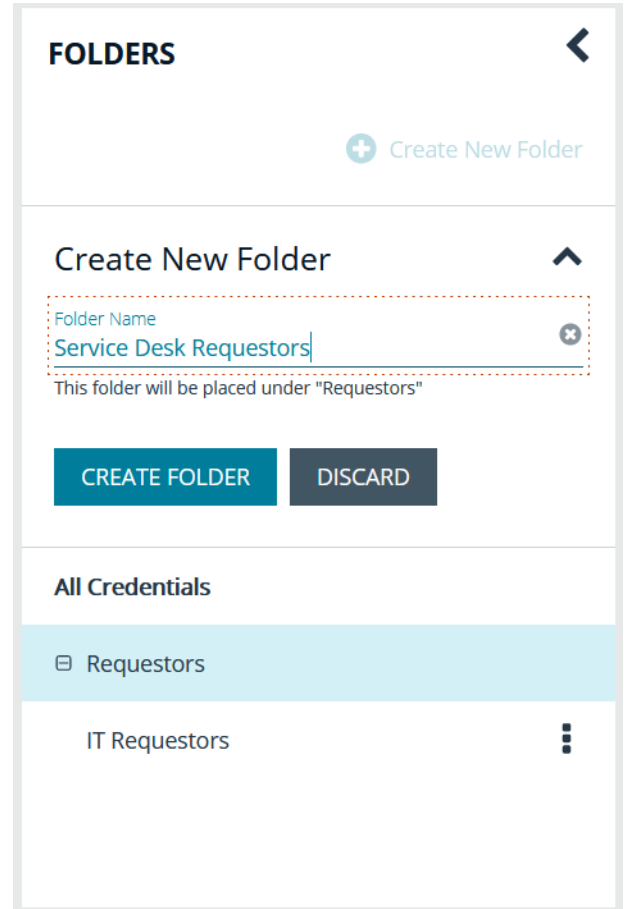 FOLDERS
Create New Folder
Create New Folder
Folder Name
Service Desk Requestors
This folder will be placed under "Requestors"
CREATE FOLDER DISCARD
All Credentials
Requestors
IT Requestors